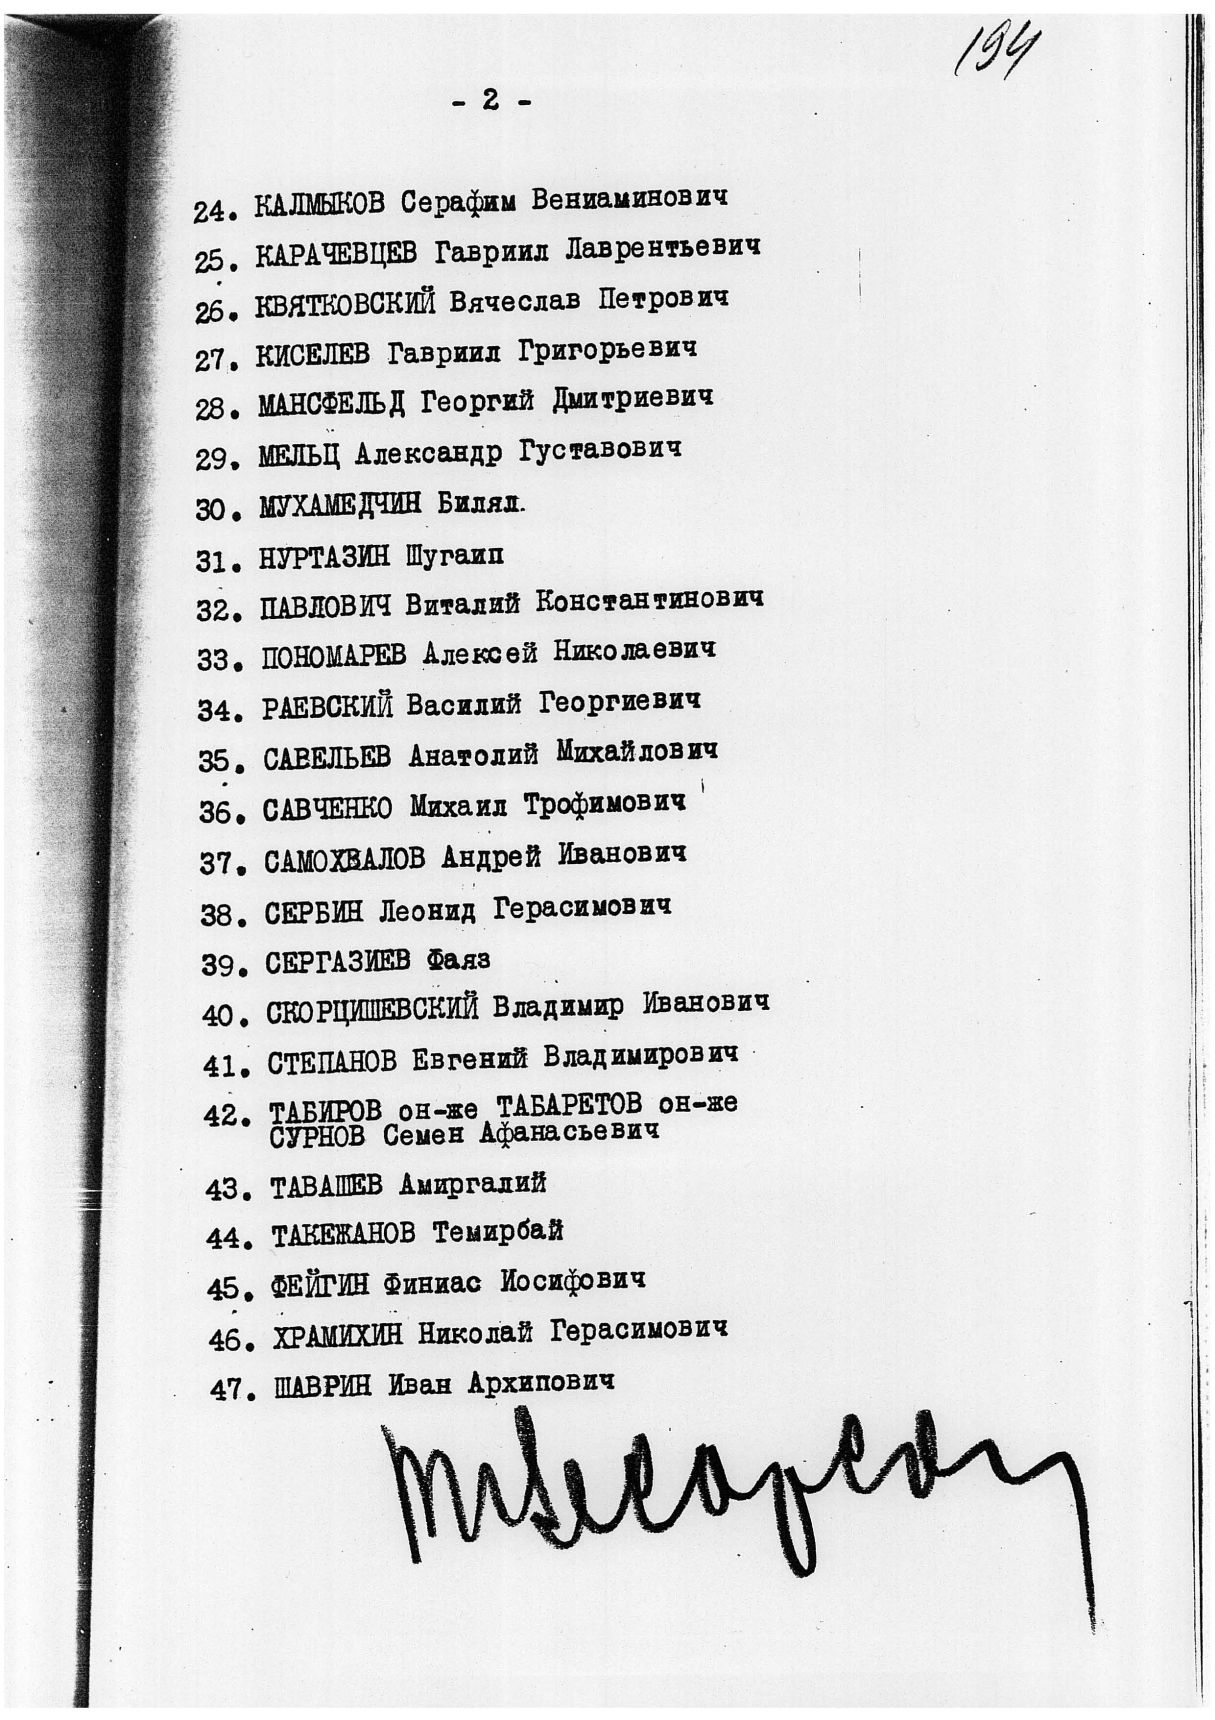 194
- 2 -
24. КАЛМЫКОВ Серафим Вениаминович
25. КАРАЧЕВЦЕВ Гавриил Лаврентьевич
26. КВЯТКОВСКИЙ Вячеслав Петрович
27. КИСЕЛЕВ Гавриил Григорьевич
28. МАНСФЕЛЬД Георгий Дмитриевич
29. МЕЛЬЦ Александр Густавович
30. МУХАМЕДЧИН Билял.
31. НУРТАЗИН Шугаип
32. ПАВЛОВИЧ Виталий Константинович
33. ПОНОМАРЕВ Алексей Николаевич
34. РАЕВСКИЙ Василий Георгиевич
35. САВЕЛЬЕВ Анатолий Михайлович
36. САВЧЕНКО Михаил Трофимович
37. САМОХВАЛОВ Андрей Иванович
38. СЕРБИН Леонид Герасимович
39. СЕРГАЗИЕВ Фаяз
40. СКОРЦИШЕВСКИЙ Владимир Иванович
41. СТЕПАНОВ Евгений Владимирович
42. ТАБИРОВ он-же ТАБАРЕТОВ он-же
СУРНОВ Семен Афанасьевич
43. ТАВАШЕВ Амиргалий
44. ТАКЕЖАНОВ Темирбай
45. ФЕЙГИН Финиас Иосифович
46. ХРАМИХИН Николай Герасимович
47. ШАВРИН Иван Архипович